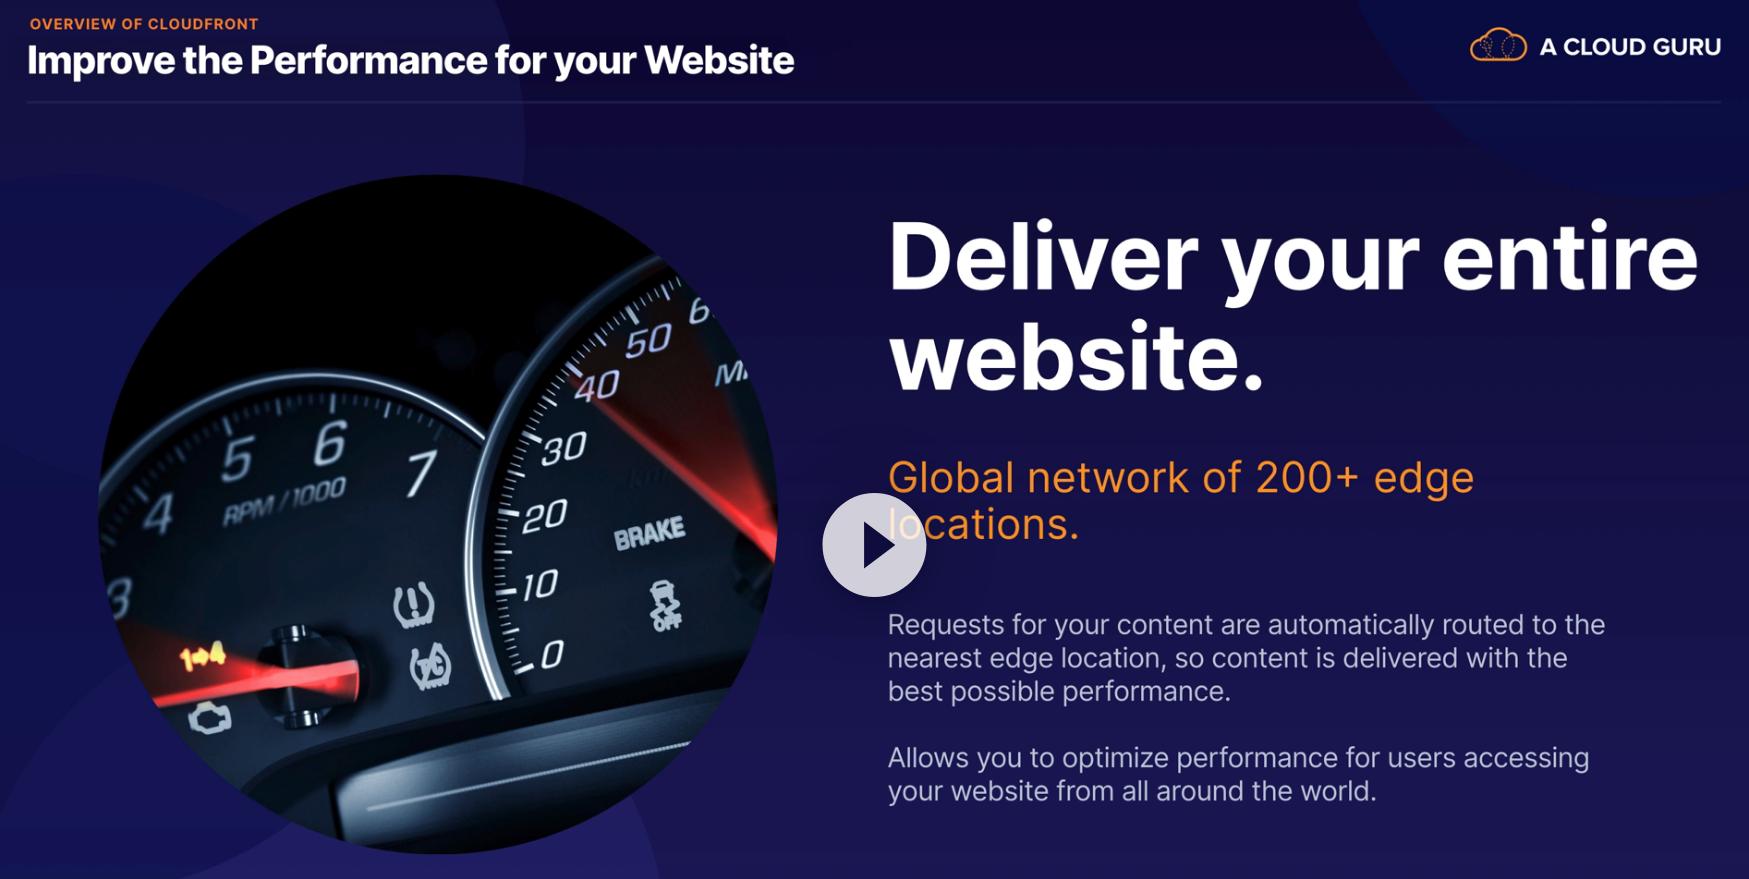 OVERVIEW OF CLOUDFRONT
Improve the Performance for your Website
A CLOUD GURU
Deliver your entire
website.
Global network of 200+ edge
locations.
Requests for your content are automatically routed to the
nearest edge location, so content is delivered with the
best possible performance.
Allows you to optimize performance for users accessing
your website from all around the world.
3
4
5
6
7
RPM / 1000
1→4
TC
0
10
20
30
40
50
BRAKE
OFF